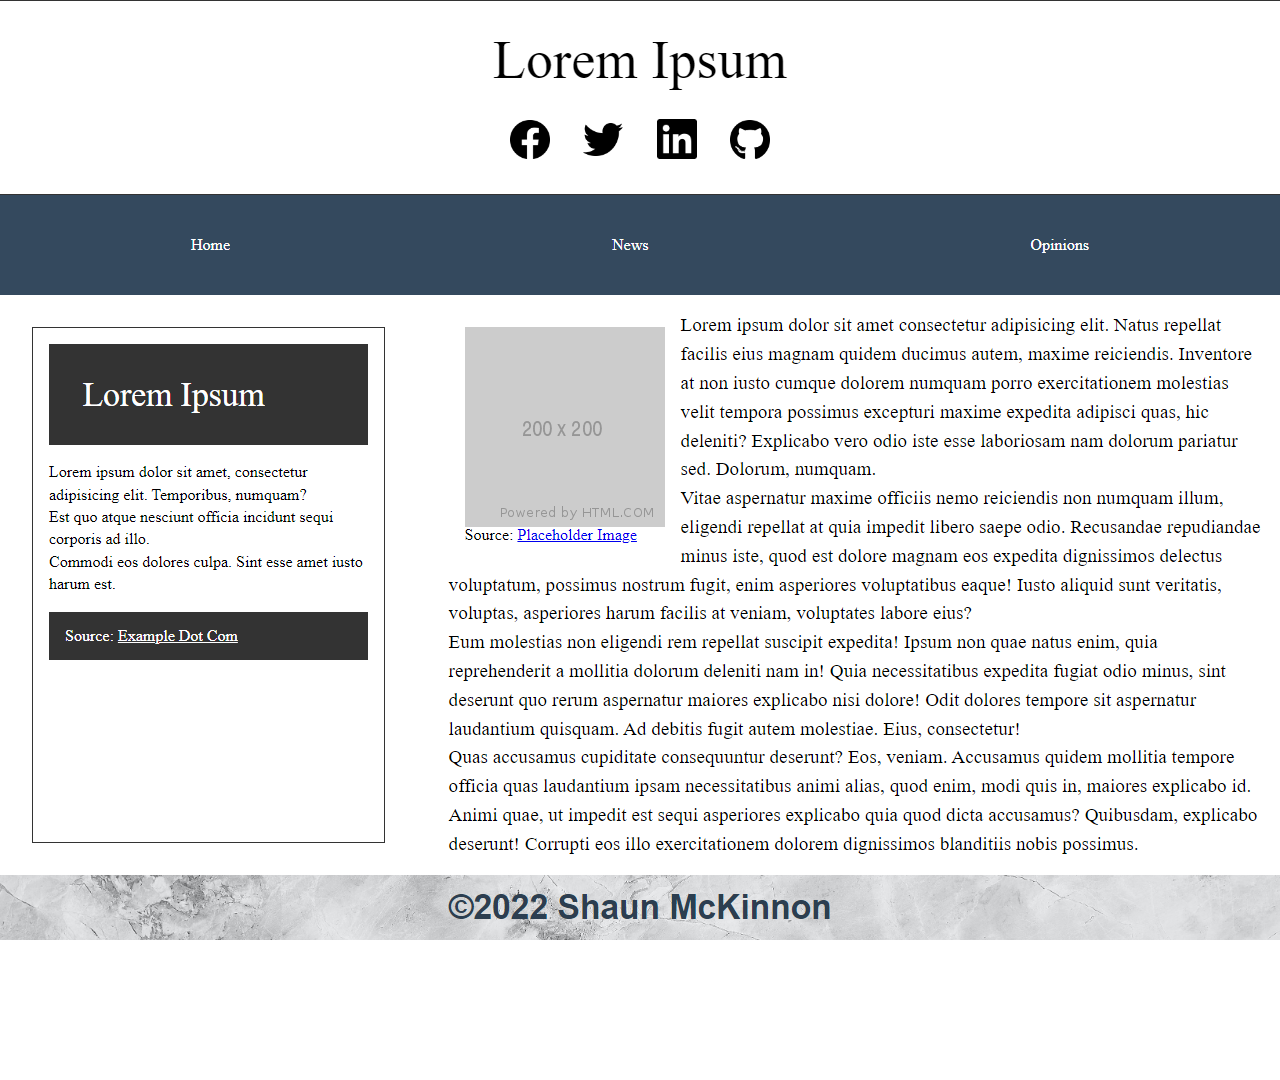 Lorem Ipsum
Home
News
Opinions
Lorem Ipsum
Lorem ipsum dolor sit amet, consectetur
adipisicing elit. Temporibus, numquam?
Est quo atque nesciunt officia incidunt sequi
corporis ad illo.
Commodi eos dolores culpa. Sint esse amet iusto
harum est.
Source: Example Dot Com
200 x 200
Powered by HTML.COM
Source: Placeholder Image
Lorem ipsum dolor sit amet consectetur adipisicing elit. Natus repellat
facilis eius magnam quidem ducimus autem, maxime reiciendis. Inventore
at non iusto cumque dolorem numquam porro exercitationem molestias
velit tempora possimus excepturi maxime expedita adipisci quas, hic
deleniti? Explicabo vero odio iste esse laboriosam nam dolorum pariatur
sed. Dolorum, numquam.
Vitae aspernatur maxime officiis nemo reiciendis non numquam illum,
eligendi repellat at quia impedit libero saepe odio. Recusandae repudiandae
minus iste, quod est dolore magnam eos expedita dignissimos delectus
voluptatum, possimus nostrum fugit, enim asperiores voluptatibus eaque! Iusto aliquid sunt veritatis,
voluptas, asperiores harum facilis at veniam, voluptates labore eius?
Eum molestias non eligendi rem repellat suscipit expedita! Ipsum non quae natus enim, quia
reprehenderit a mollitia dolorum deleniti nam in! Quia necessitatibus expedita fugiat odio minus, sint
deserunt quo rerum aspernatur maiores explicabo nisi dolore! Odit dolores tempore sit aspernatur
laudantium quisquam. Ad debitis fugit autem molestiae. Eius, consectetur!
Quas accusamus cupiditate consequuntur deserunt? Eos, veniam. Accusamus quidem mollitia tempore
officia quas laudantium ipsam necessitatibus animi alias, quod enim, modi quis in, maiores explicabo id.
Animi quae, ut impedit est sequi asperiores explicabo quia quod dicta accusamus? Quibusdam, explicabo
deserunt! Corrupti eos illo exercitationem dolorem dignissimos blanditiis nobis possimus.
©2022 Shaun McKinnon